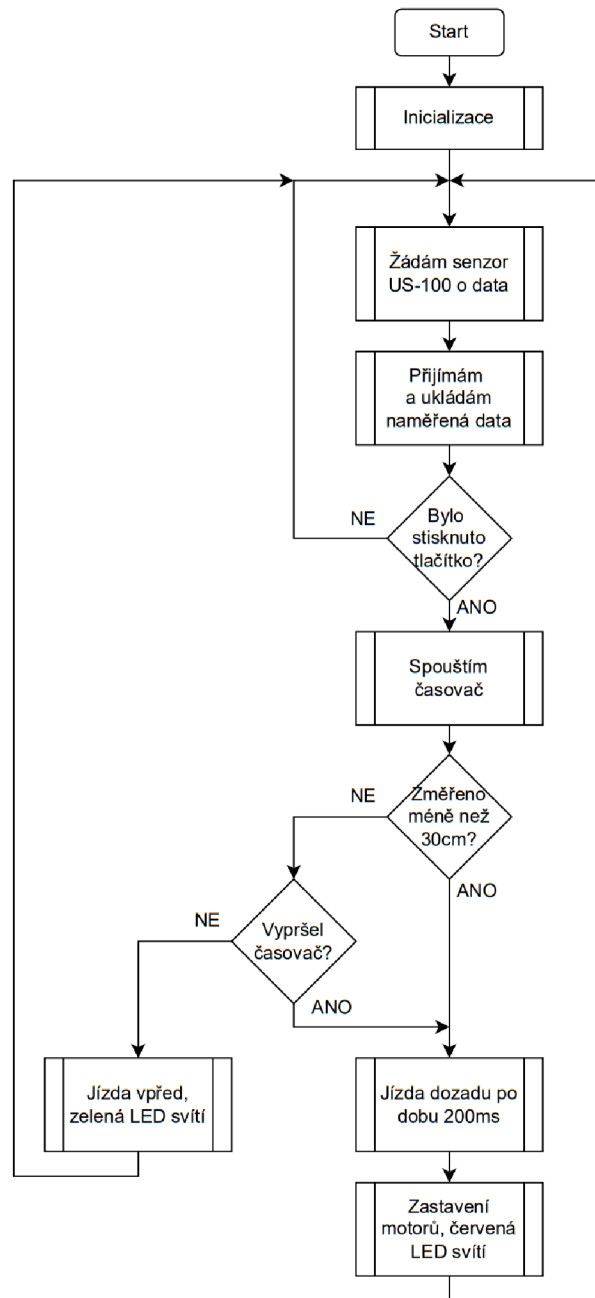 Start
Inicializace
Žádám senzor
US-100 o data
Přijímám
a ukládám
naměřená data
NE
Bylo
stisknuto
tlačítko?
ANO
Spouštím
časovač
NE
Změřeno
méně než
30cm?
ANO
NE
Vypršel
časovač?
ANO
Jízda vpřed,
zelená LED svítí
Jízda dozadu po
dobu 200ms
Zastavení
motorů, červená
LED svítí